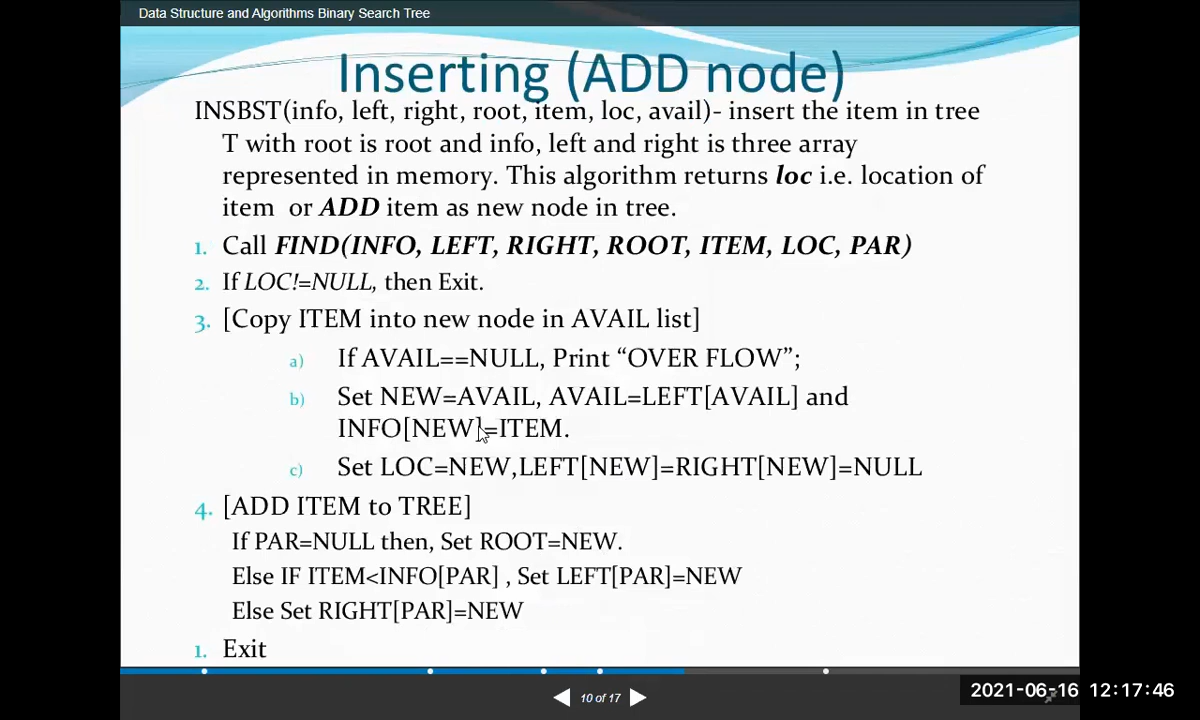 Data Structure and Algorithms Binary Search Tree
Inserting (ADD node)
INSBST(info, left, right, root, item, loc, avail)- insert the item in tree
T with root is root and info, left and right is three array
represented in memory. This algorithm returns loc i.e. location of
item or ADD item as new node in tree.
1. Call FIND(INFO, LEFT, RIGHT, ROOT, ITEM, LOC, PAR)
2. If LOC!=NULL, then Exit.
3. [Copy ITEM into new node in AVAIL list]
a) If AVAIL==NULL, Print “OVER FLOW”;
b) Set NEW=AVAIL, AVAIL=LEFT[AVAIL] and
INFO[NEW]=ITEM.
c) Set LOC=NEW,LEFT[NEW]=RIGHT[NEW]=NULL
4. [ADD ITEM to TREE]
If PAR=NULL then, Set ROOT=NEW.
Else IF ITEM<INFO[PAR] , Set LEFT[PAR]=NEW
Else Set RIGHT[PAR]=NEW
1. Exit
10 of 17
2021-06-16 12:17:46